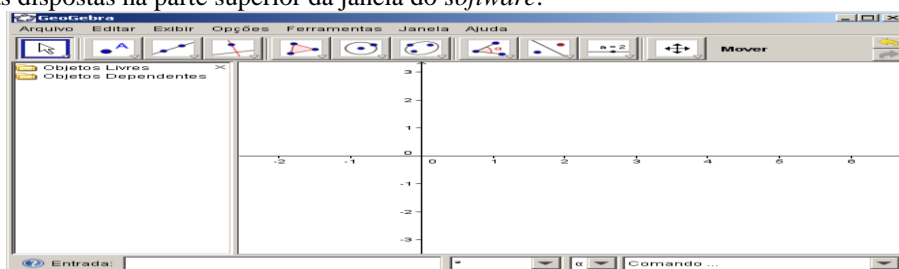 as dispostas na parte superior da janela do software.
GeoGebra
Arquivo Editar Exibir Opções Ferramentas Janela Ajuda
A
a = 2
Mover
Objetos Livres
Objetos Dependentes
3
2
1
0
-2 -1 0 1 2 3 4 5 6
-1
-2
-3
Entrada: α Comando ...